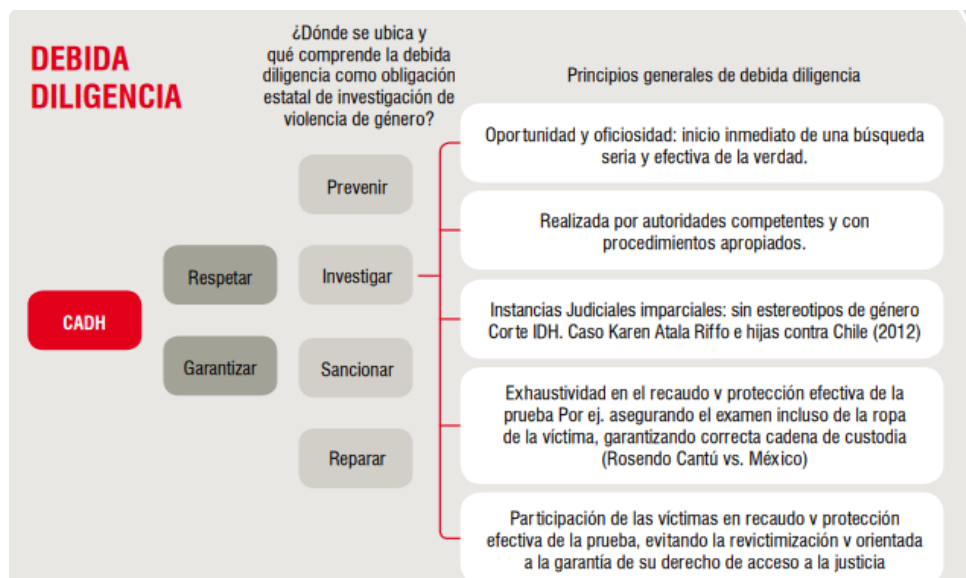 DEBIDA
DILIGENCIA
¿Dónde se ubica y
qué comprende la debida
diligencia como obligación
estatal de investigación de
violencia de género?
Principios generales de debida diligencia
CADH
Respetar
Garantizar
Prevenir
Investigar
Sancionar
Reparar
Oportunidad y oficiosidad: inicio inmediato de una búsqueda
seria y efectiva de la verdad.
Realizada por autoridades competentes y con
procedimientos apropiados.
Instancias Judiciales imparciales: sin estereotipos de género
Corte IDH. Caso Karen Atala Riffo e hijas contra Chile (2012)
Exhaustividad en el recaudo v protección efectiva de la
prueba Por ej. asegurando el examen incluso de la ropa
de la víctima, garantizando correcta cadena de custodia
(Rosendo Cantú vs. México)
Participación de las víctimas en recaudo v protección
efectiva de la prueba, evitando la revictimización v orientada
a la garantía de su derecho de acceso a la justicia